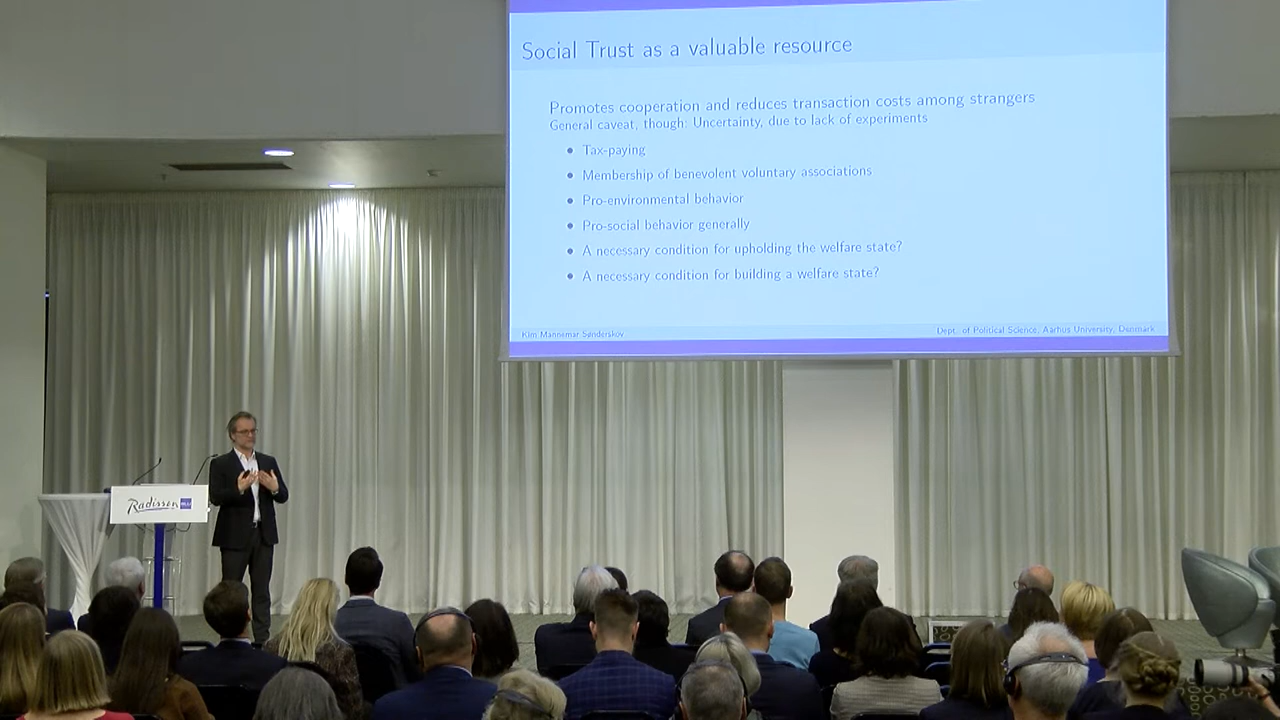 Social Trust as a valuable resource
Promotes cooperation and reduces transaction costs among strangers
General caveat, though: Uncertainty, due to lack of experiments
Tax-paying
Membership of benevolent voluntary associations
Pro-environmental behavior
Pro-social behavior generally
A necessary condition for upholding the welfare state?
A necessary condition for building a welfare state?
Kim Mannemar Sønderskov
Dept. of Political Science, Aarhus University, Denmark
Radisson BLU